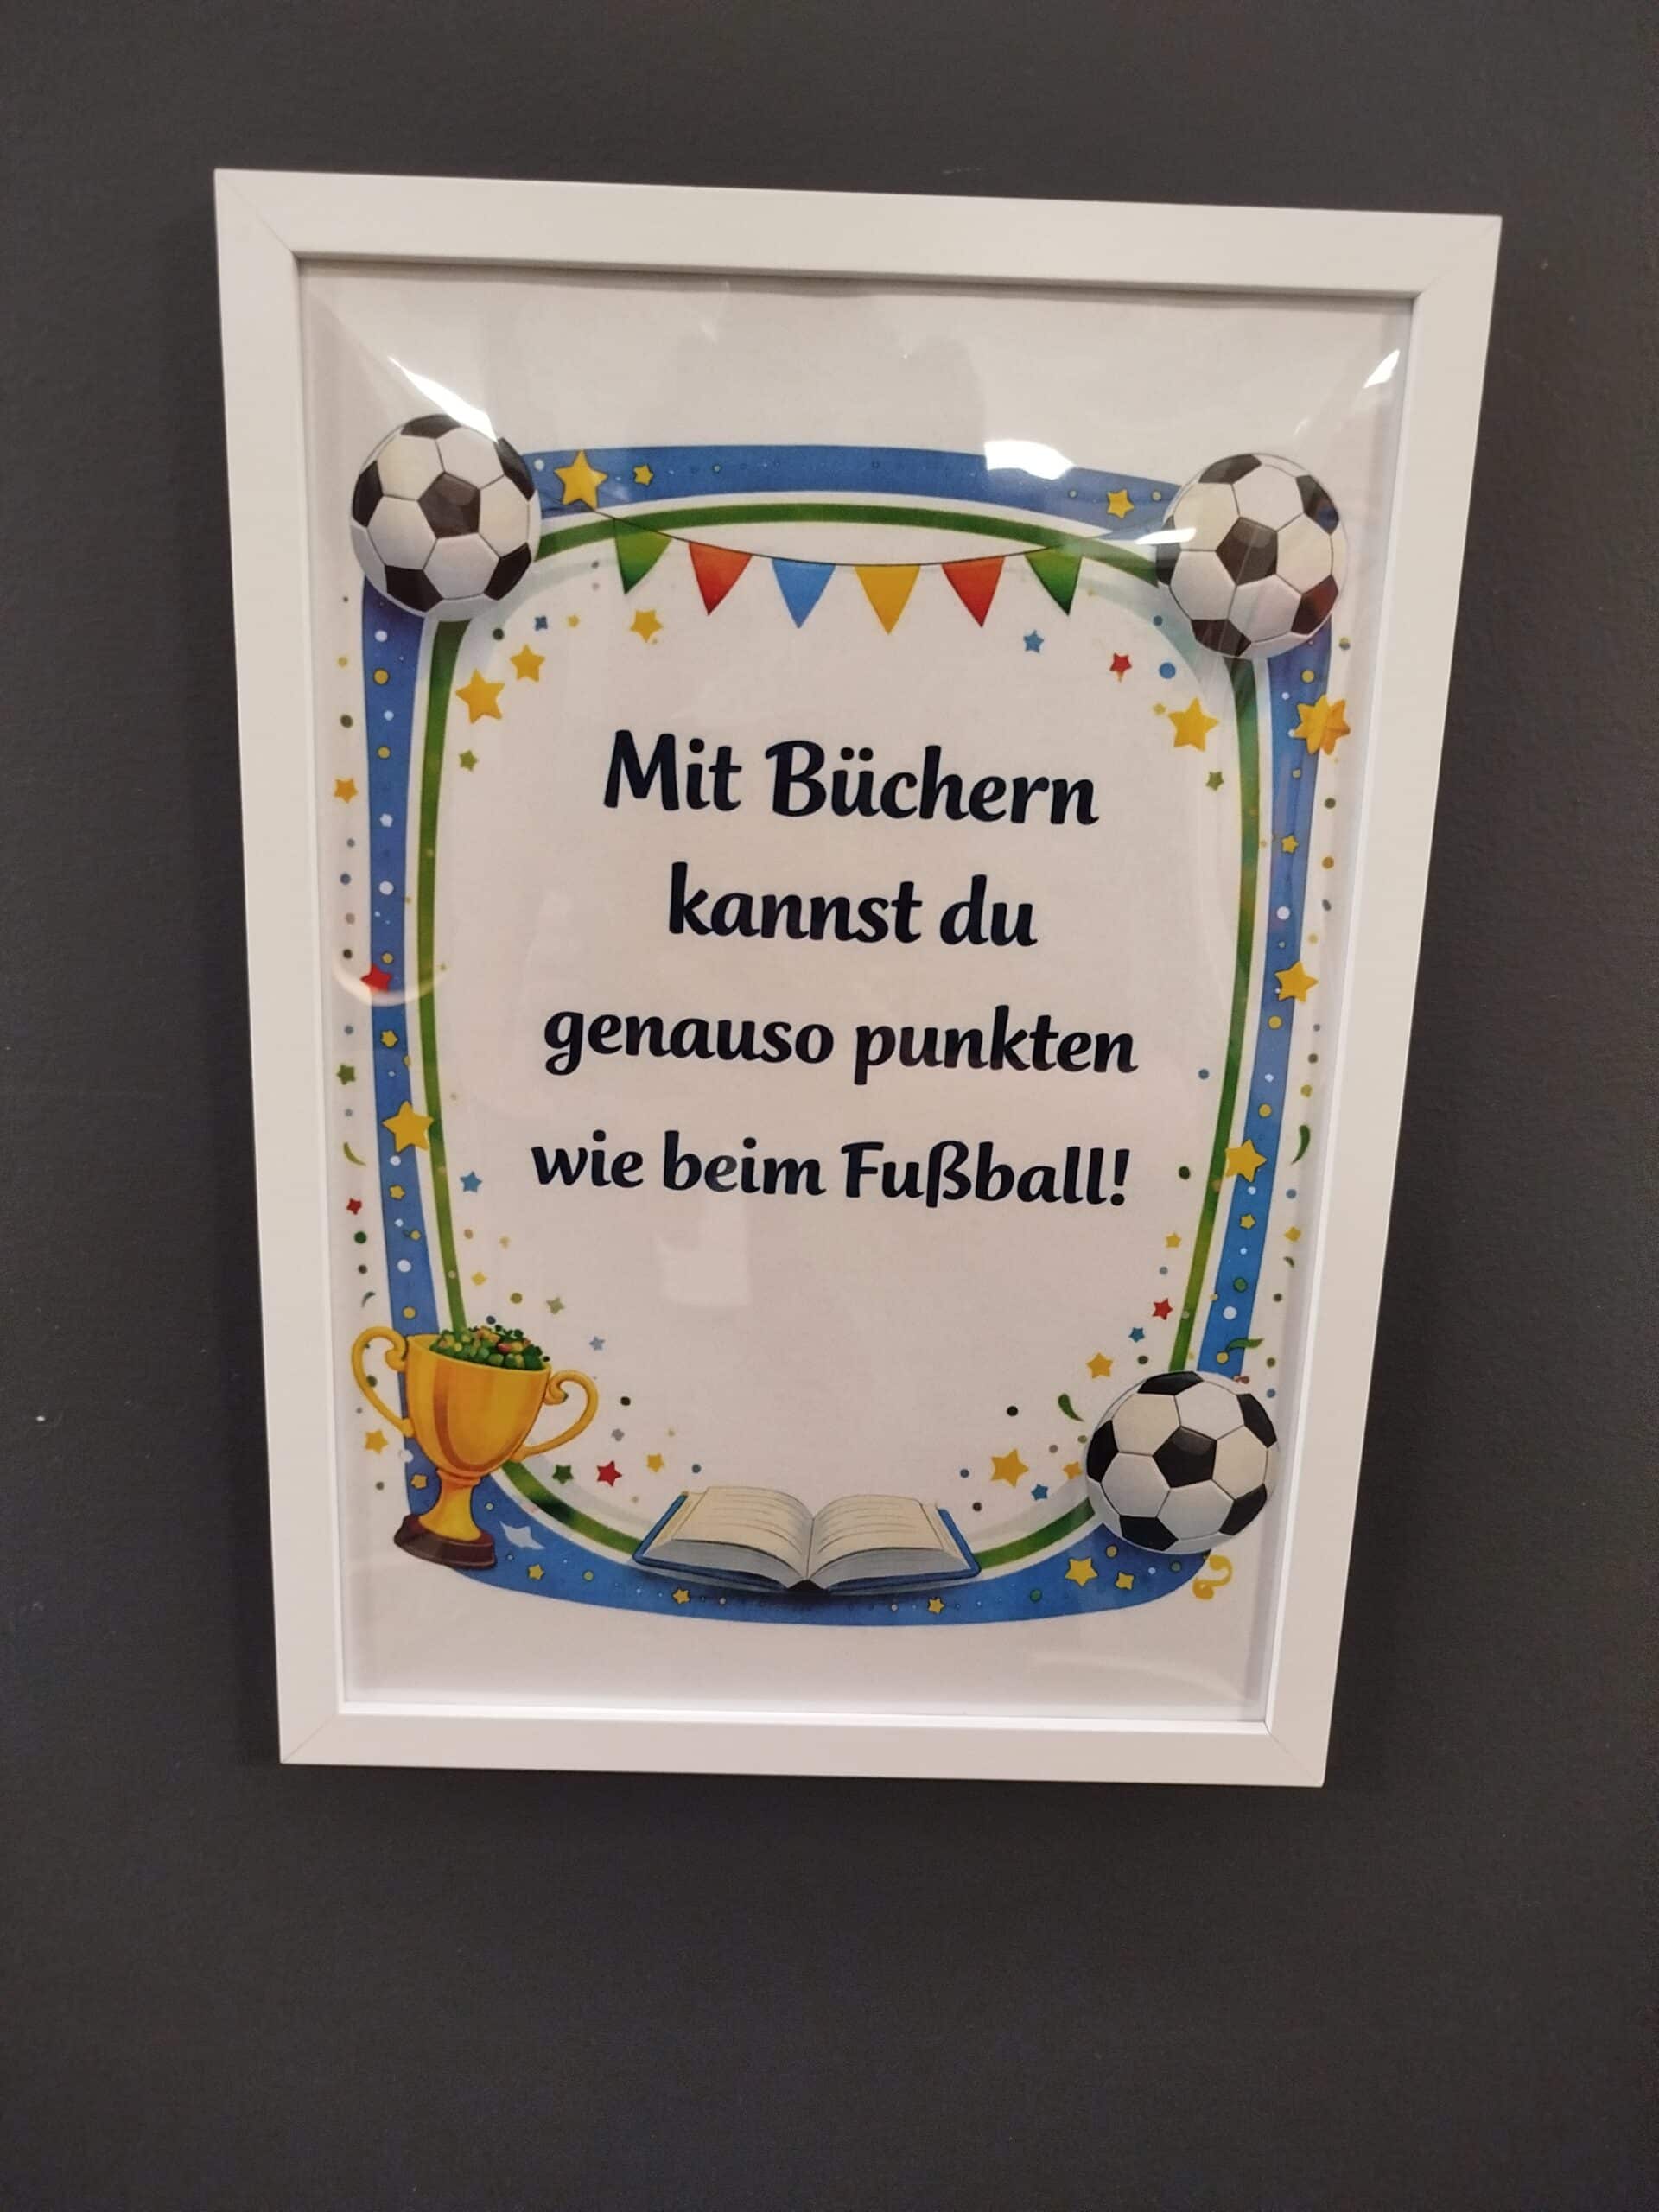 Mit Büchern
kannst du
genauso punkten
wie beim Fußball!